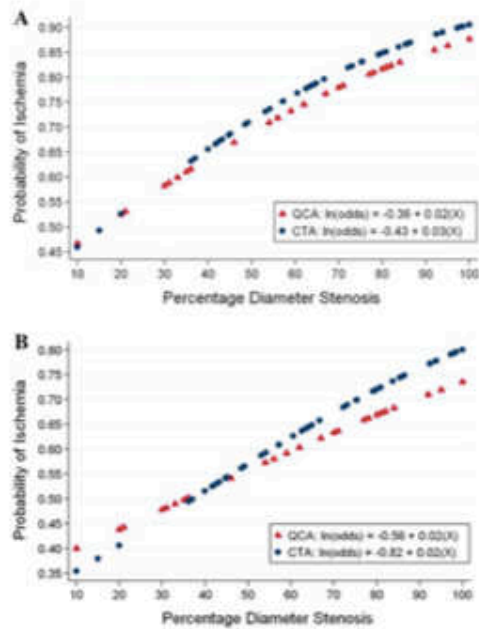 A
0.90
0.85
0.80
0.75
0.70
0.65
0.60
0.55
0.50
0.45
Probability of Ischemia
10 20 30 40 50 60 70 80 90 100
Percentage Diameter Stenosis
QCA: ln(odds) = -0.36 + 0.02(X)
CTA: ln(odds) = -0.43 + 0.03(X)
B
0.80
0.75
0.70
0.65
0.60
0.55
0.50
0.45
0.40
0.35
Probability of Ischemia
10 20 30 40 50 60 70 80 90 100
Percentage Diameter Stenosis
QCA: ln(odds) = -0.56 + 0.02(X)
CTA: ln(odds) = -0.82 + 0.02(X)